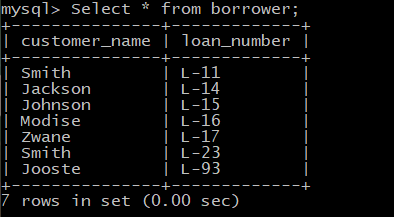 mysql> Select * from borrower;
+---------------+-------------+
| customer_name | loan_number |
+---------------+-------------+
| Smith         | L-11        |
| Jackson       | L-14        |
| Johnson       | L-15        |
| Modise        | L-16        |
| Zwane         | L-17        |
| Smith         | L-23        |
| Jooste        | L-93        |
+---------------+-------------+
7 rows in set (0.00 sec)